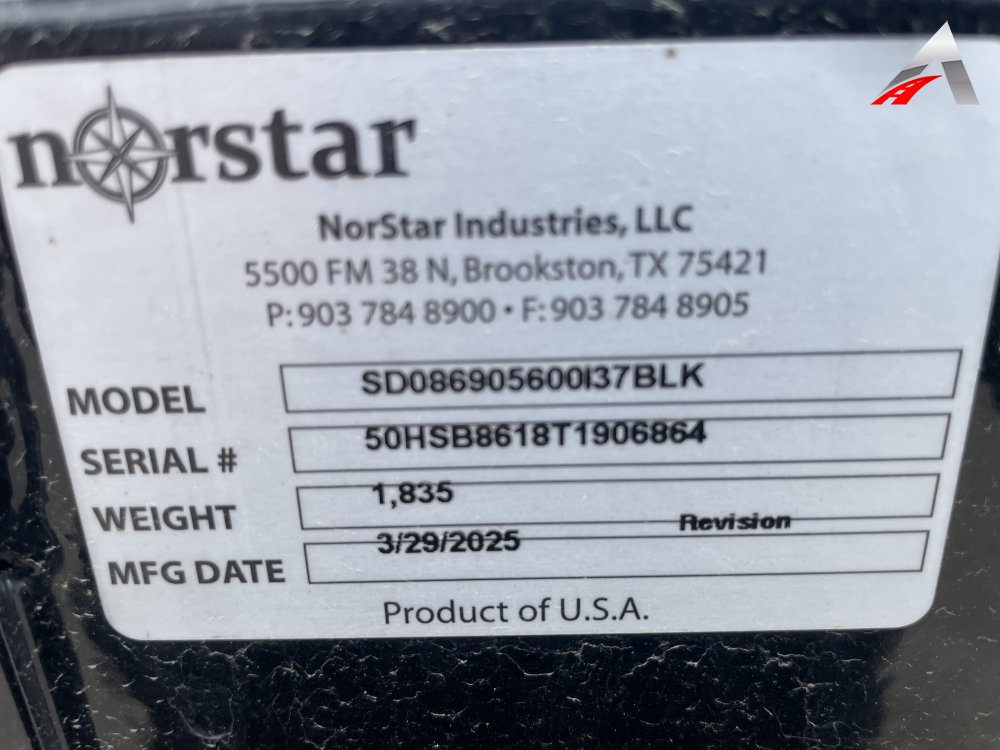 norstar
NorStar Industries, LLC
5500 FM 38 N, Brookston, TX 75421
P: 903 784 8900 • F: 903 784 8905
MODEL SD086905600I37BLK
SERIAL # 50HSB8618T1906864
WEIGHT 1,835
Revision
MFG DATE 3/29/2025
Product of U.S.A.